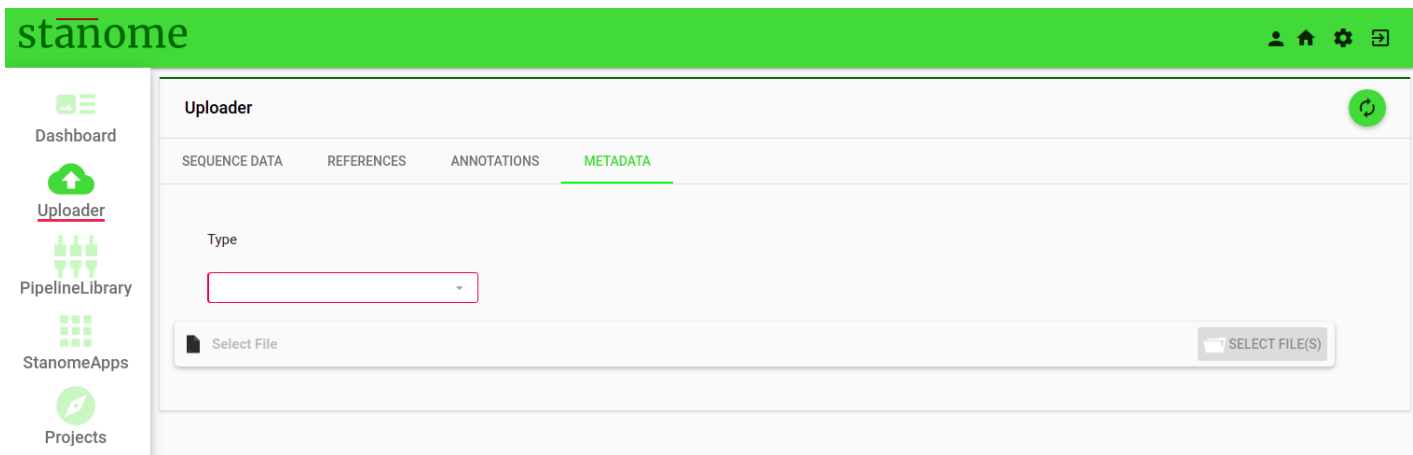 stanome
Dashboard
Uploader
PipelineLibrary
StanomeApps
Projects
Uploader
SEQUENCE DATA REFERENCES ANNOTATIONS METADATA
Type
Select File
SELECT FILE(S)